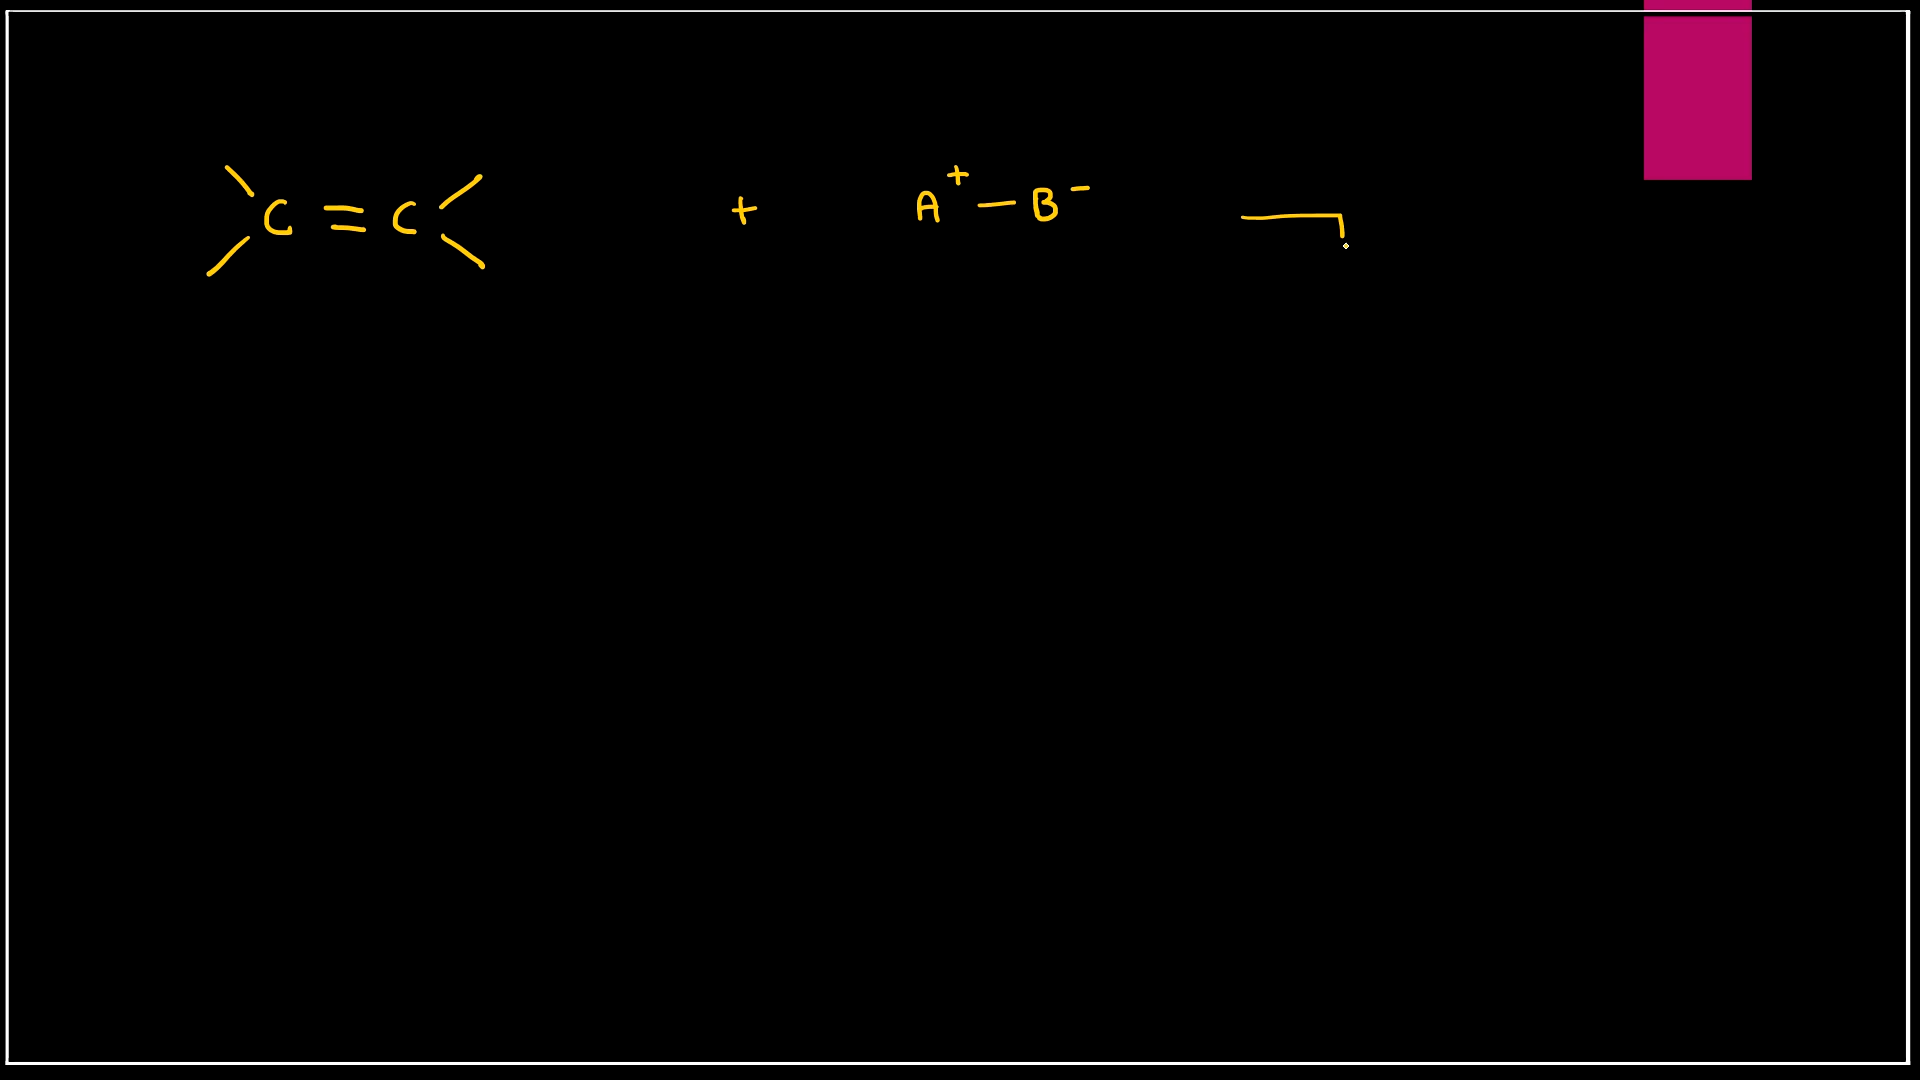 C = C + A⁺ — B⁻